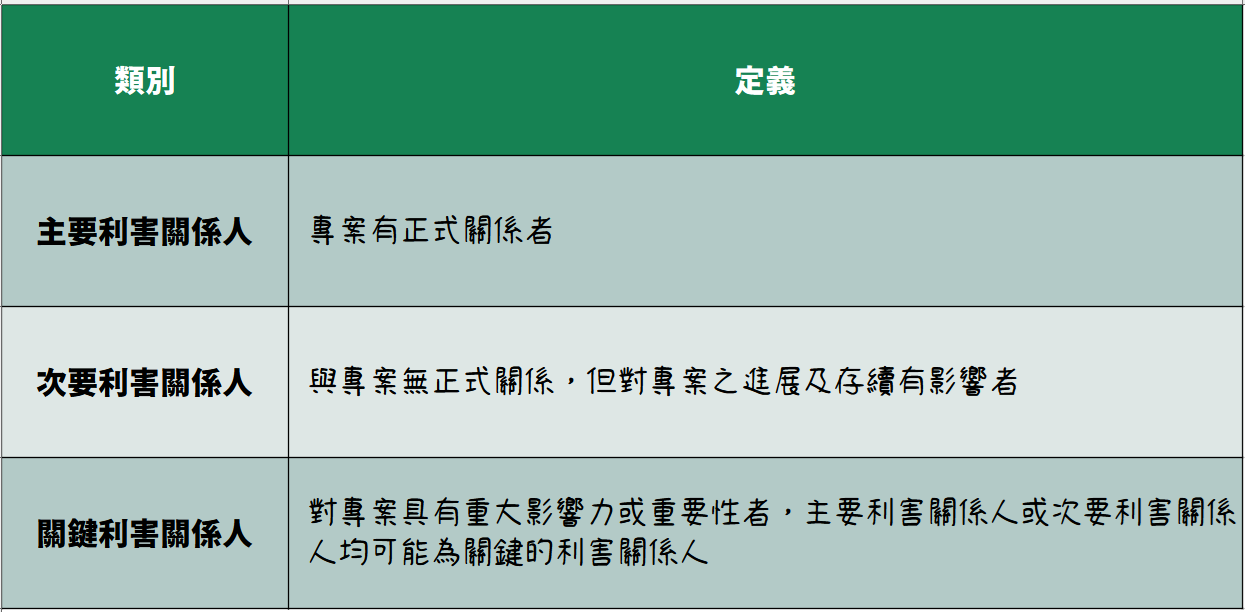 類別
定義
主要利害關係人
專案有正式關係者
次要利害關係人
與專案無正式關係，但對專案之進展及存續有影響者
關鍵利害關係人
對專案具有重大影響力或重要性者，主要利害關係人或次要利害關係
人均可能為關鍵的利害關係人